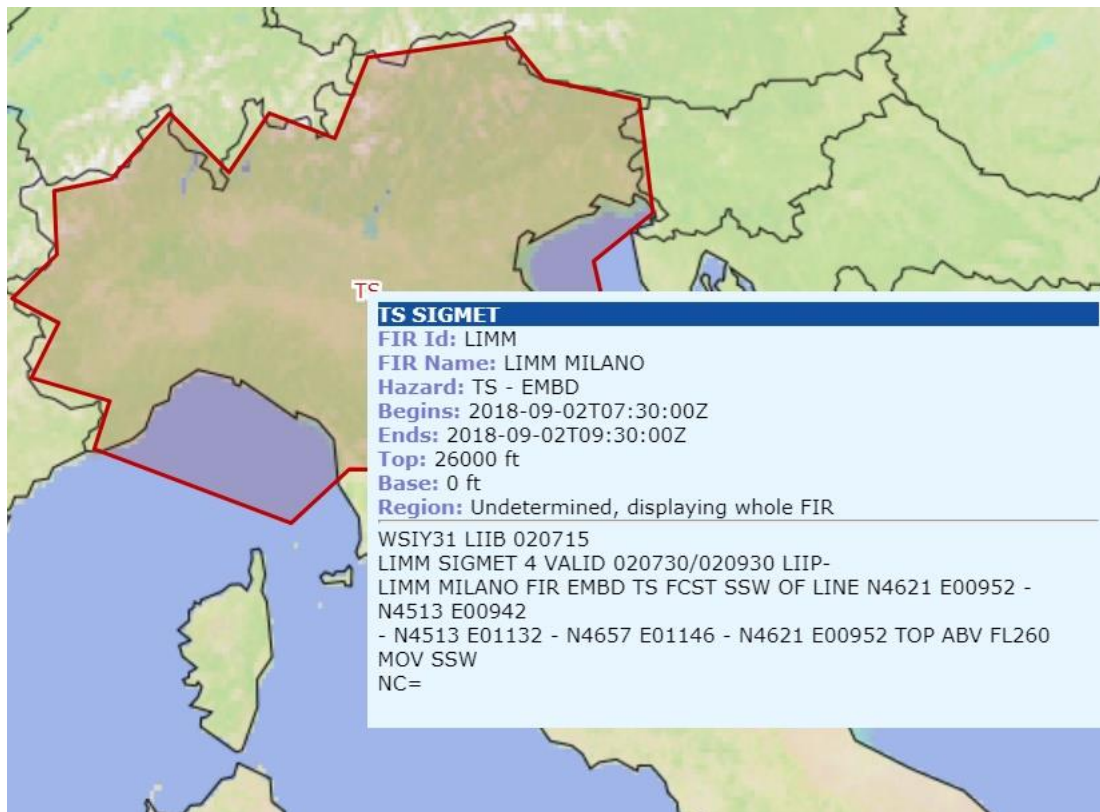 TS
TS SIGMET
FIR Id: LIMM
FIR Name: LIMM MILANO
Hazard: TS - EMBD
Begins: 2018-09-02T07:30:00Z
Ends: 2018-09-02T09:30:00Z
Top: 26000 ft
Base: 0 ft
Region: Undetermined, displaying whole FIR
WSIY31 LIIB 020715
LIMM SIGMET 4 VALID 020730/020930 LIIP-
LIMM MILANO FIR EMBD TS FCST SSW OF LINE N4621 E00952 -
N4513 E00942
- N4513 E01132 - N4657 E01146 - N4621 E00952 TOP ABV FL260
MOV SSW
NC=